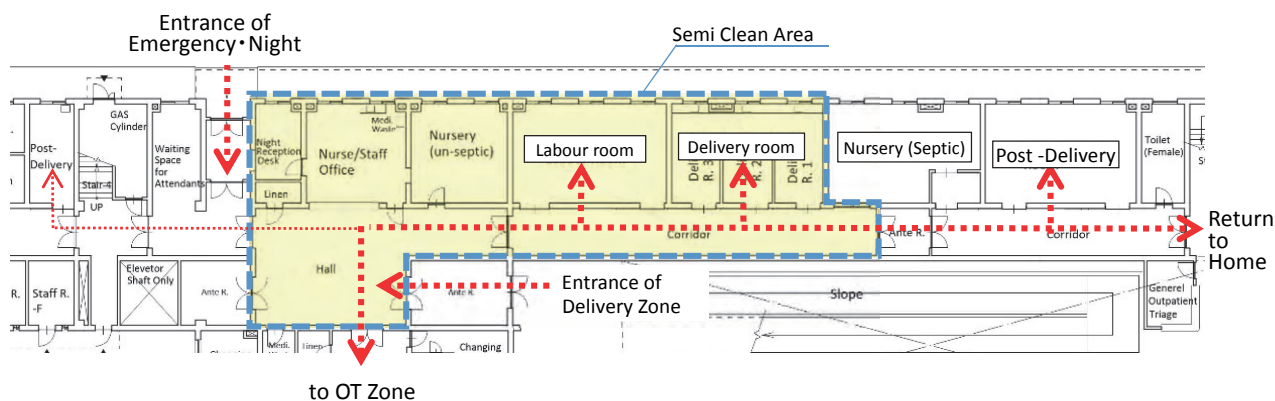 Entrance of
Emergency・Night
Semi Clean Area
GAS
Cylinder
Post-
Delivery
Waiting
Space
for
Attendants
Stair-4
UP
Night
Reception
Desk
Linen
Medi.
Waste
Nurse/Staff
Office
Nursery
(un-septic)
Labour room
Delivery room
R. 3
R. 2
R. 1
Nursery (Septic)
Post -Delivery
Toilet
(Female)
Corridor
Ante R.
Corridor
Return
to
Home
Hall
Elevetor
Shaft Only
R.
Staff R.
-F
Ante R.
Ante R.
Entrance of
Delivery Zone
Slope
Generel
Outpatient
Triage
Medi.
Linen
Changing
to OT Zone